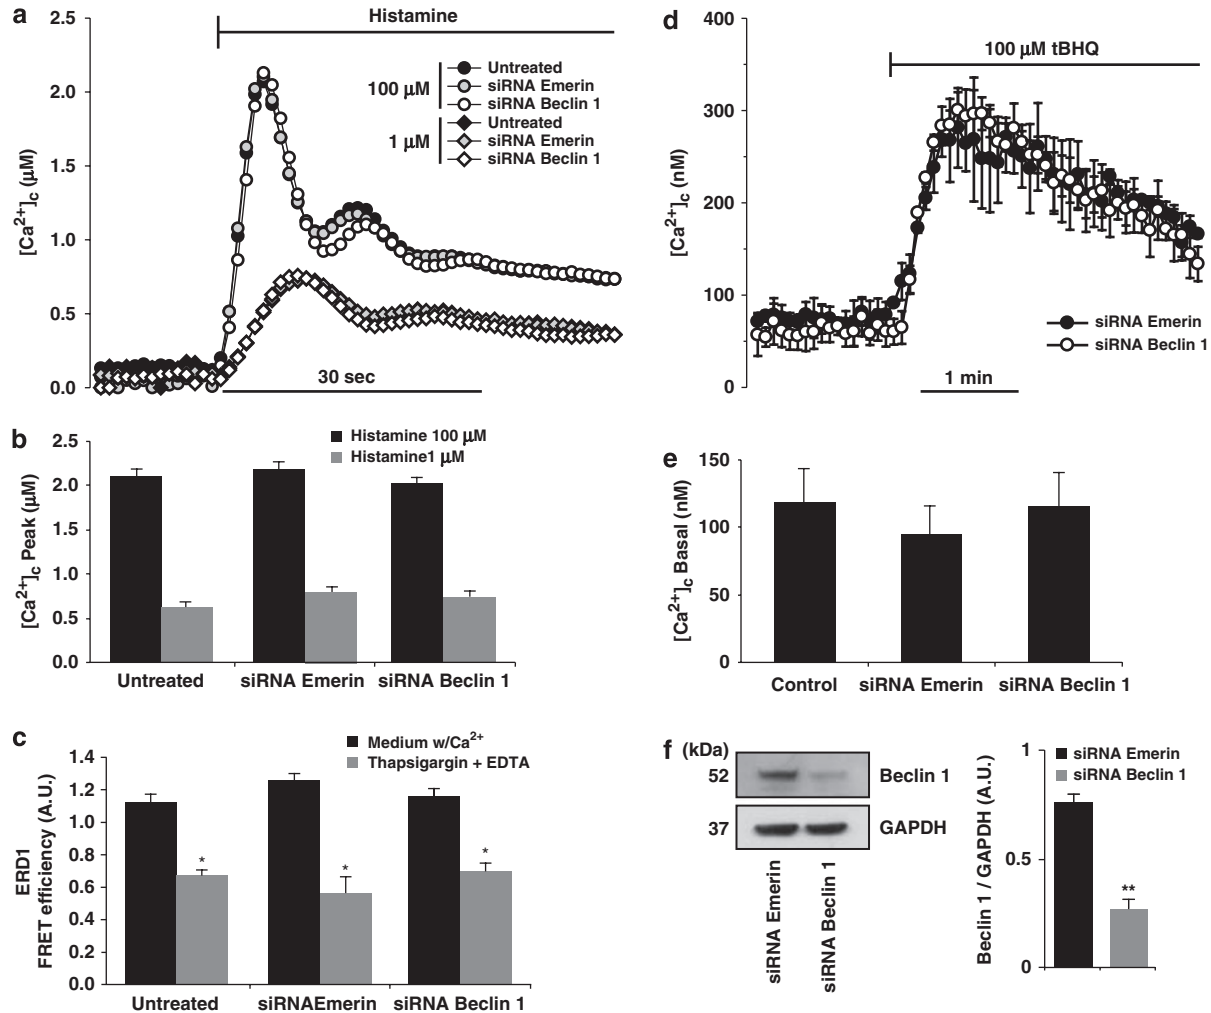 a
Histamine
2.5
2.0
1.5
1.0
0.5
0.0
[Ca2+]c (μM)
100 μM
Untreated
siRNA Emerin
siRNA Beclin 1
1 μM
Untreated
siRNA Emerin
siRNA Beclin 1
30 sec
b
Histamine 100 μM
Histamine1 μM
2.5
2.0
1.5
1.0
0.5
0.0
[Ca2+]c Peak (μM)
Untreated
siRNA Emerin
siRNA Beclin 1
c
Medium w/Ca2+
Thapsigargin + EDTA
1.4
1.2
1.0
0.8
0.6
0.4
0.2
0.0
ERD1
FRET efficiency (A.U.)
*
*
*
Untreated
siRNAEmerin
siRNA Beclin 1
d
400
300
200
100
0
[Ca2+]c (nM)
100 μM tBHQ
siRNA Emerin
siRNA Beclin 1
1 min
e
150
100
50
0
[Ca2+]c Basal (nM)
Control
siRNA Emerin
siRNA Beclin 1
f
(kDa)
52
Beclin 1
37
GAPDH
siRNA Emerin
siRNA Beclin 1
1
0.5
0
Beclin 1 / GAPDH (A.U.)
siRNA Emerin
siRNA Beclin 1
**